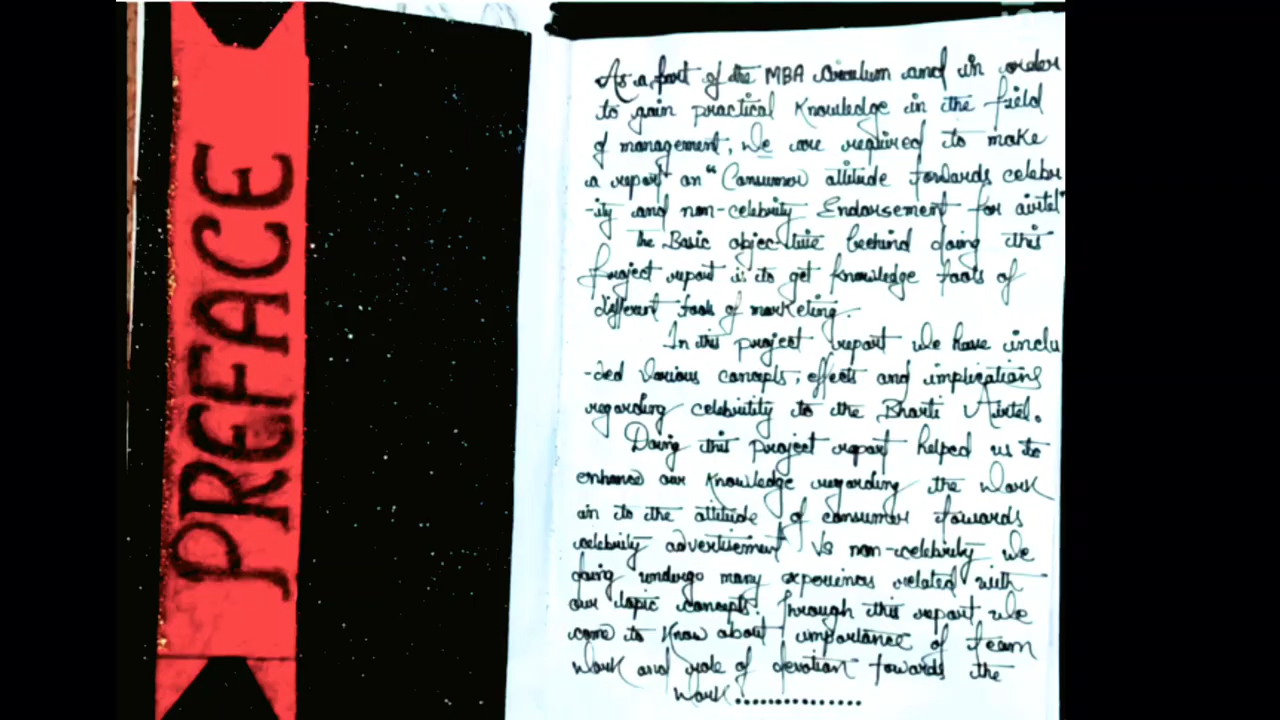 PREFACE
As a part of the MBA Curriculum and in order
to gain practical Knowledge in the field
of management, we are required to make
a report on "Consumer attitude towards celebr
-ity and non-celebrity Endorsement for airtel"
The Basic objective behind doing this
project report is to get knowledge tools of
different tools of marketing.
In this project report we have inclu
-ded Various concepts, effects and implications
regarding celebritity to the Bharti Airtel.
Doing this project report helped us to
enhance our Knowledge regarding the Work
in to the attitude of consumer towards
celebrity advertisement Vs non-celebrity We
doing undergo many experiences related with
our topic concepts. Through this report, We
come to Know about importance of team
Work and role of devotion towards the
Work...............